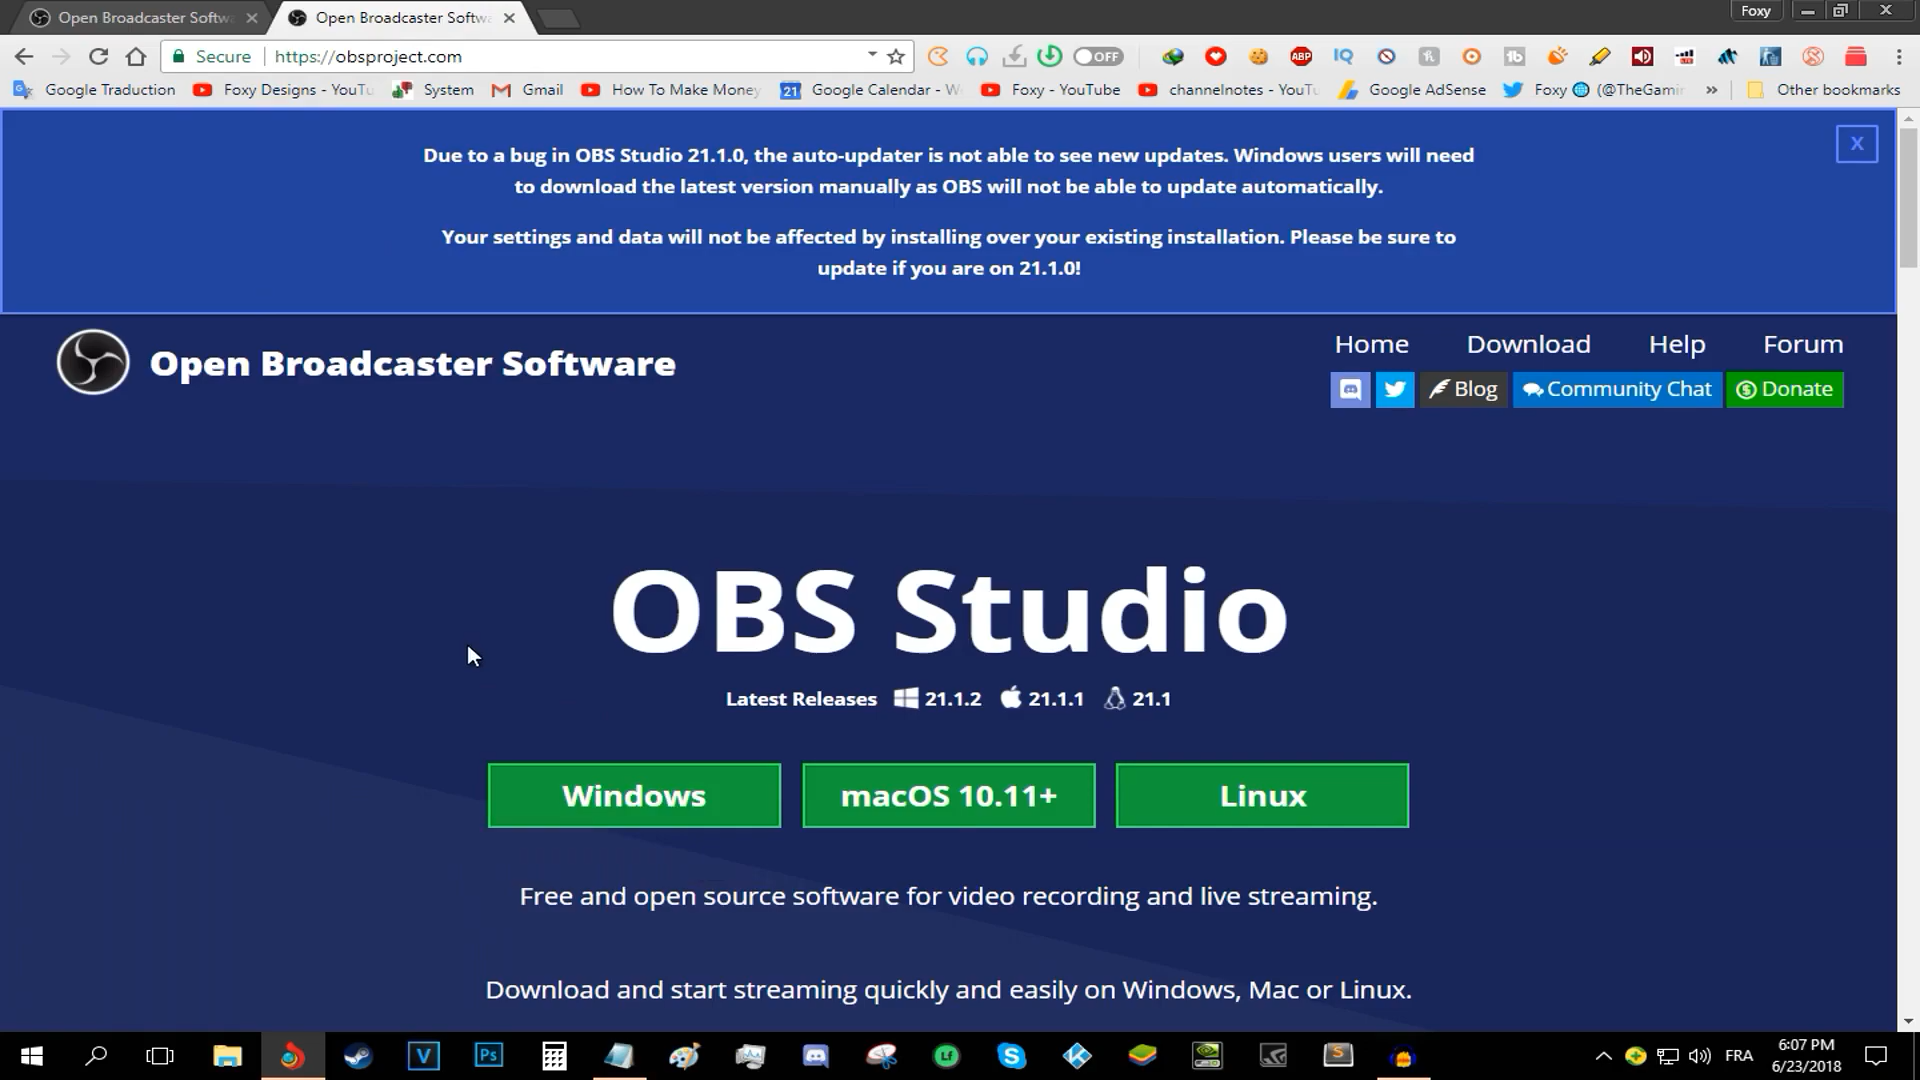 Open Broadcaster Softw
Open Broadcaster Softw
Foxy
Secure
https://obsproject.com
OFF
ABP
IQ
Google Traduction
Foxy Designs - YouTu
System
Gmail
How To Make Money
21
Google Calendar - W
Foxy - YouTube
channelnotes - YouTu
Google AdSense
Foxy 🌐 (@TheGamin
»
Other bookmarks
Due to a bug in OBS Studio 21.1.0, the auto-updater is not able to see new updates. Windows users will need
to download the latest version manually as OBS will not be able to update automatically.
X
Your settings and data will not be affected by installing over your existing installation. Please be sure to
update if you are on 21.1.0!
Open Broadcaster Software
Home
Download
Help
Forum
Blog
Community Chat
Donate
OBS Studio
Latest Releases 21.1.2 21.1.1 21.1
Windows
macOS 10.11+
Linux
Free and open source software for video recording and live streaming.
Download and start streaming quickly and easily on Windows, Mac or Linux.
V
Ps
Lf
S
FRA
6:07 PM
6/23/2018